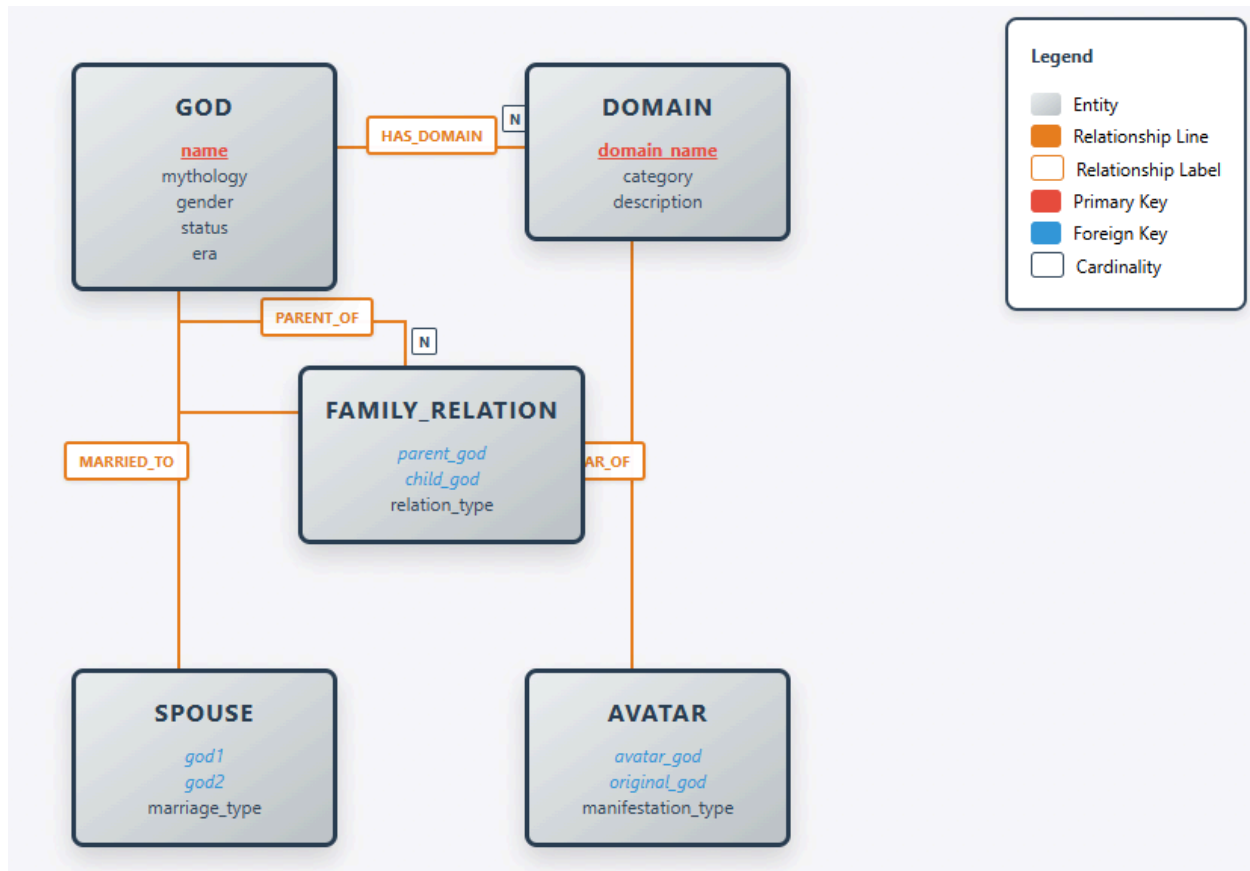 GOD
name
mythology
gender
status
era
HAS_DOMAIN
N
DOMAIN
domain_name
category
description
Legend
Entity
Relationship Line
Relationship Label
Primary Key
Foreign Key
Cardinality
PARENT_OF
N
FAMILY_RELATION
parent_god
child_god
relation_type
MARRIED_TO
AR_OF
SPOUSE
god1
god2
marriage_type
AVATAR
avatar_god
original_god
manifestation_type